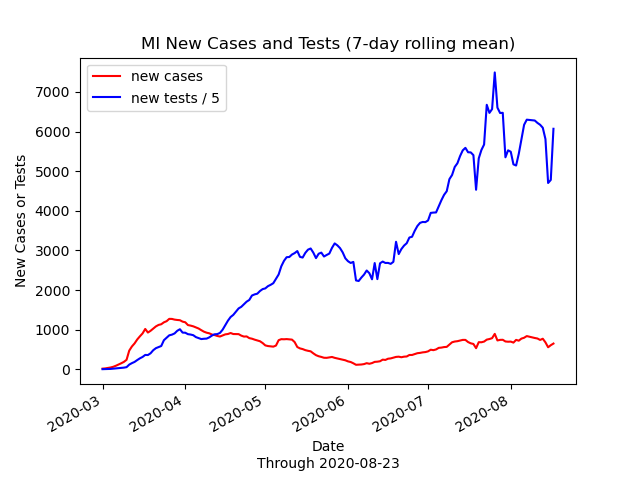 MI New Cases and Tests (7-day rolling mean)
new cases
new tests / 5
7000
6000
5000
4000
3000
2000
1000
0
New Cases or Tests
2020-03
2020-04
2020-05
2020-06
2020-07
2020-08
Date
Through 2020-08-23